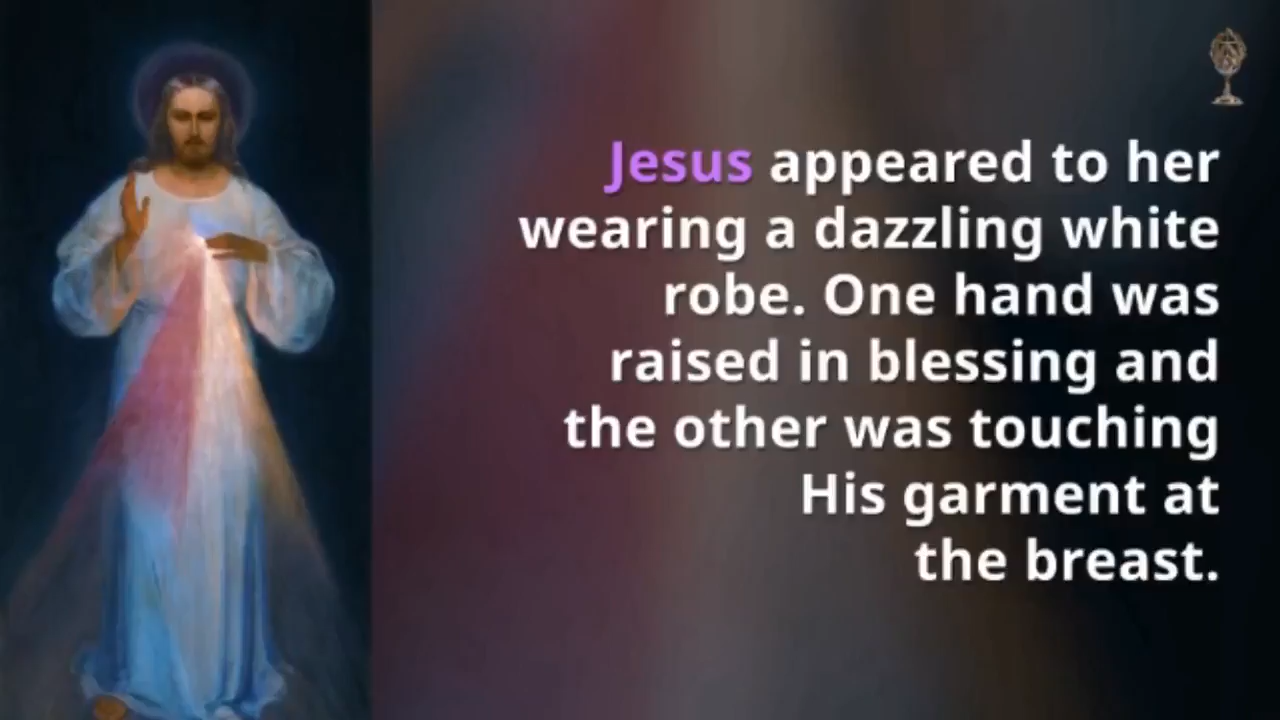 Jesus appeared to her
wearing a dazzling white
robe. One hand was
raised in blessing and
the other was touching
His garment at
the breast.